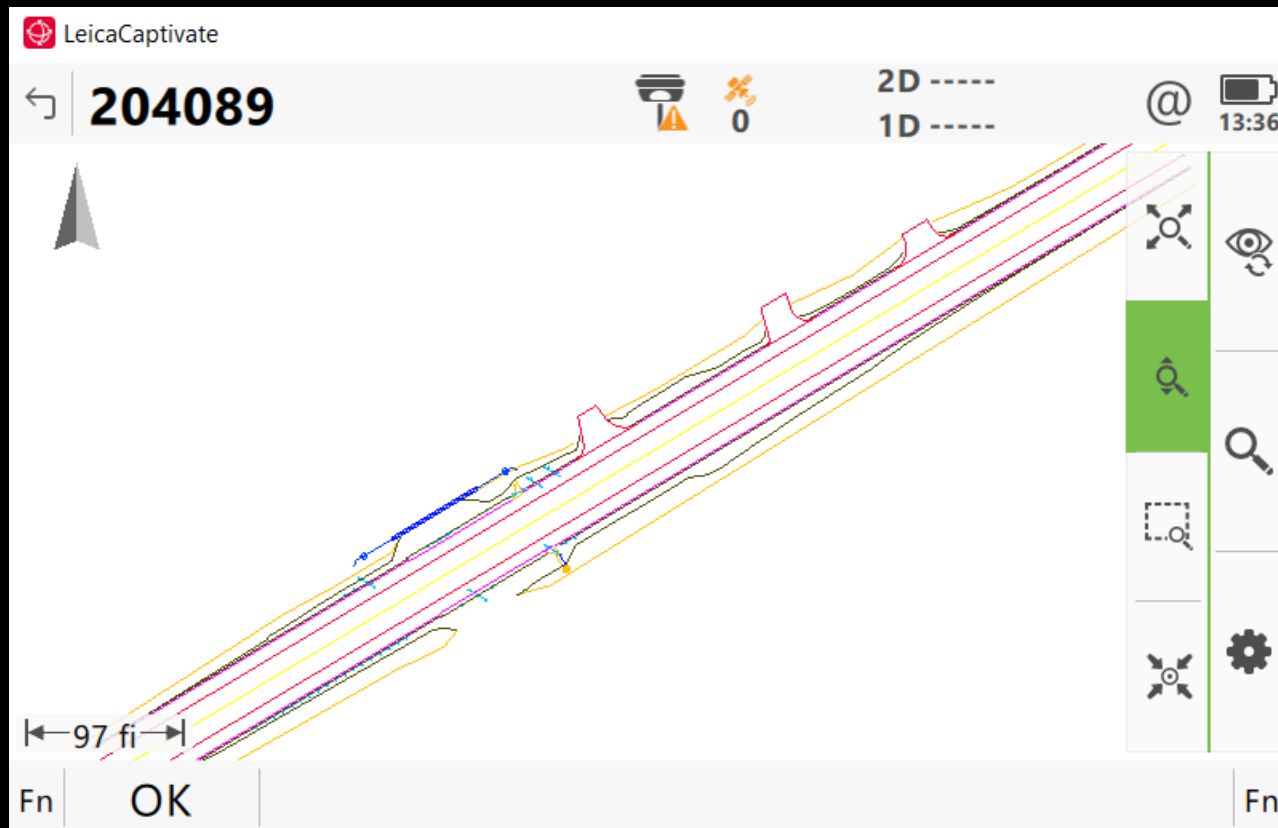 LeicaCaptivate
204089
0
2D -----
1D -----
@
13:36
97 fi
Fn OK Fn